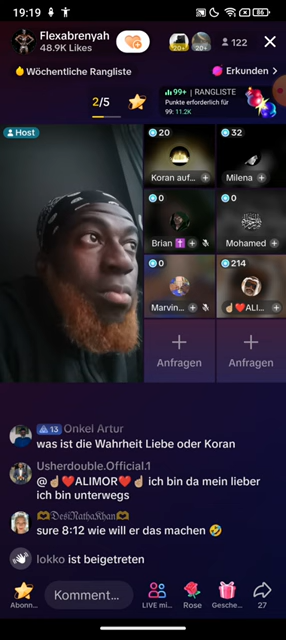 19:19
86
Flexabrenyah
48.9K Likes
20+
20+
122
Wöchentliche Rangliste
Erkunden >
2/5
99+ | RANGLISTE
Punkte erforderlich für
99: 11.2K
Host
20
Koran auf...
32
Milena
0
Brian ✝️
0
Mohamed
0
Marvin...
214
☝🏽❤️ALI...
+
Anfragen
+
Anfragen
13 Onkel Artur
was ist die Wahrheit Liebe oder Koran
Usherdouble.Official.1
@☝🏽❤️ALIMOR❤️☝🏽 ich bin da mein lieber
ich bin unterwegs
🫶🏽DesiNathaKhan🫶🏽
sure 8:12 wie will er das machen 🤣
lokko ist beigetreten
Komment...
Abonn...
LIVE mi...
Rose
Gesche...
27